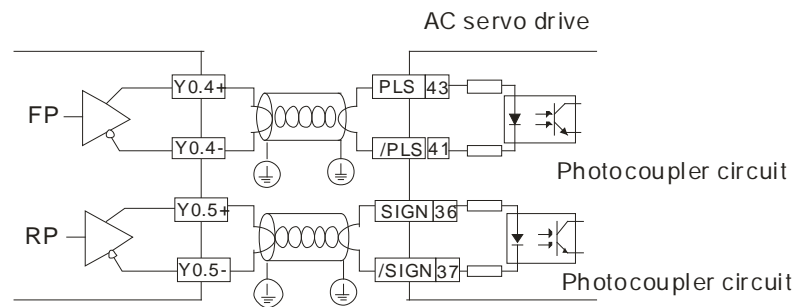 AC servo drive
Y0.4+ PLS 43
FP
Y0.4- /PLS 41
Photocoupler circuit
Y0.5+ SIGN 36
RP
Y0.5- /SIGN 37
Photocoupler circuit